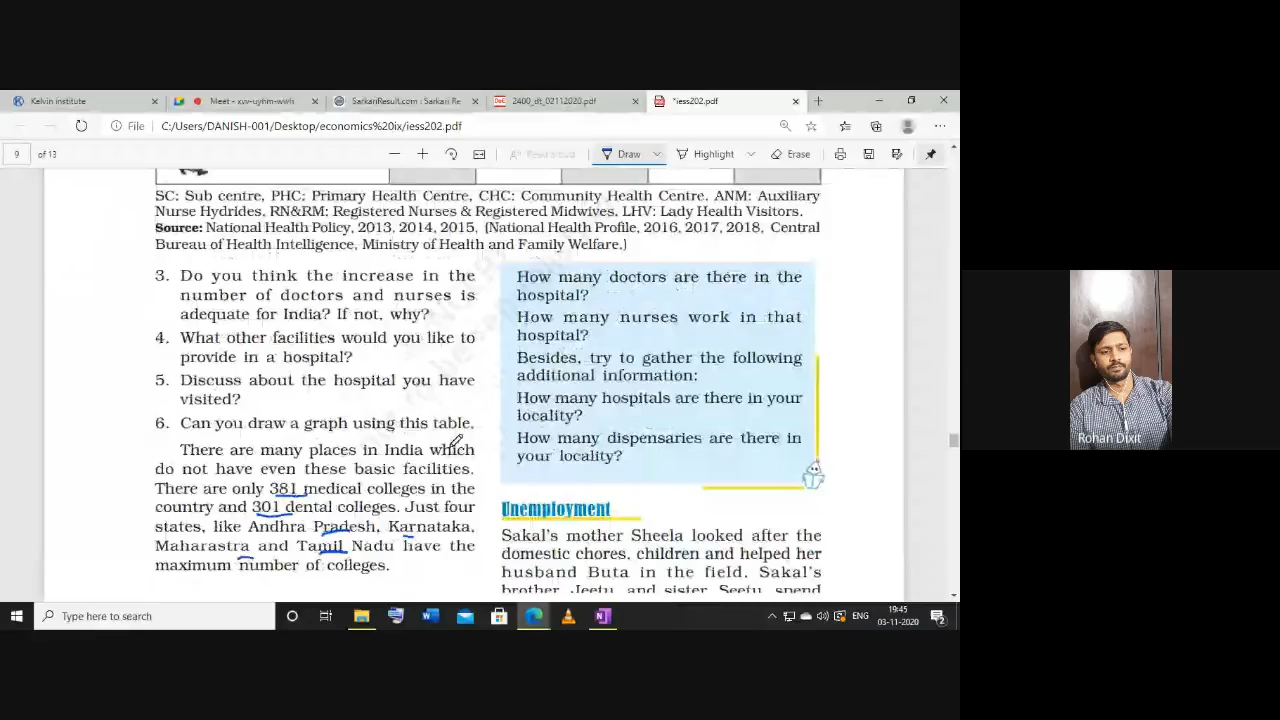 Kelvin institute
Meet - xvv-uyhm-wwh
SarkariResult.com : Sarkari Re
2400_dt_02112020.pdf
*iess202.pdf
File
C:/Users/DANISH-001/Desktop/economics%20ix/iess202.pdf
9 of 13
Read aloud
Draw
Highlight
Erase
SC: Sub centre, PHC: Primary Health Centre, CHC: Community Health Centre. ANM: Auxiliary
Nurse Hydrides, RN&RM: Registered Nurses & Registered Midwives, LHV: Lady Health Visitors.
Source: National Health Policy, 2013, 2014, 2015, (National Health Profile, 2016, 2017, 2018, Central
Bureau of Health Intelligence, Ministry of Health and Family Welfare.)
3. Do you think the increase in the
number of doctors and nurses is
adequate for India? If not, why?
4. What other facilities would you like to
provide in a hospital?
5. Discuss about the hospital you have
visited?
6. Can you draw a graph using this table.
There are many places in India which
do not have even these basic facilities.
There are only 381 medical colleges in the
country and 301 dental colleges. Just four
states, like Andhra Pradesh, Karnataka,
Maharastra and Tamil Nadu have the
maximum number of colleges.
How many doctors are there in the
hospital?
How many nurses work in that
hospital?
Besides, try to gather the following
additional information:
How many hospitals are there in your
locality?
How many dispensaries are there in
your locality?
Unemployment
Sakal's mother Sheela looked after the
domestic chores, children and helped her
husband Buta in the field. Sakal's
brother Jeetu and sister Seetu spend
Rohan Dixit
Type here to search
ENG
19:45
03-11-2020
2